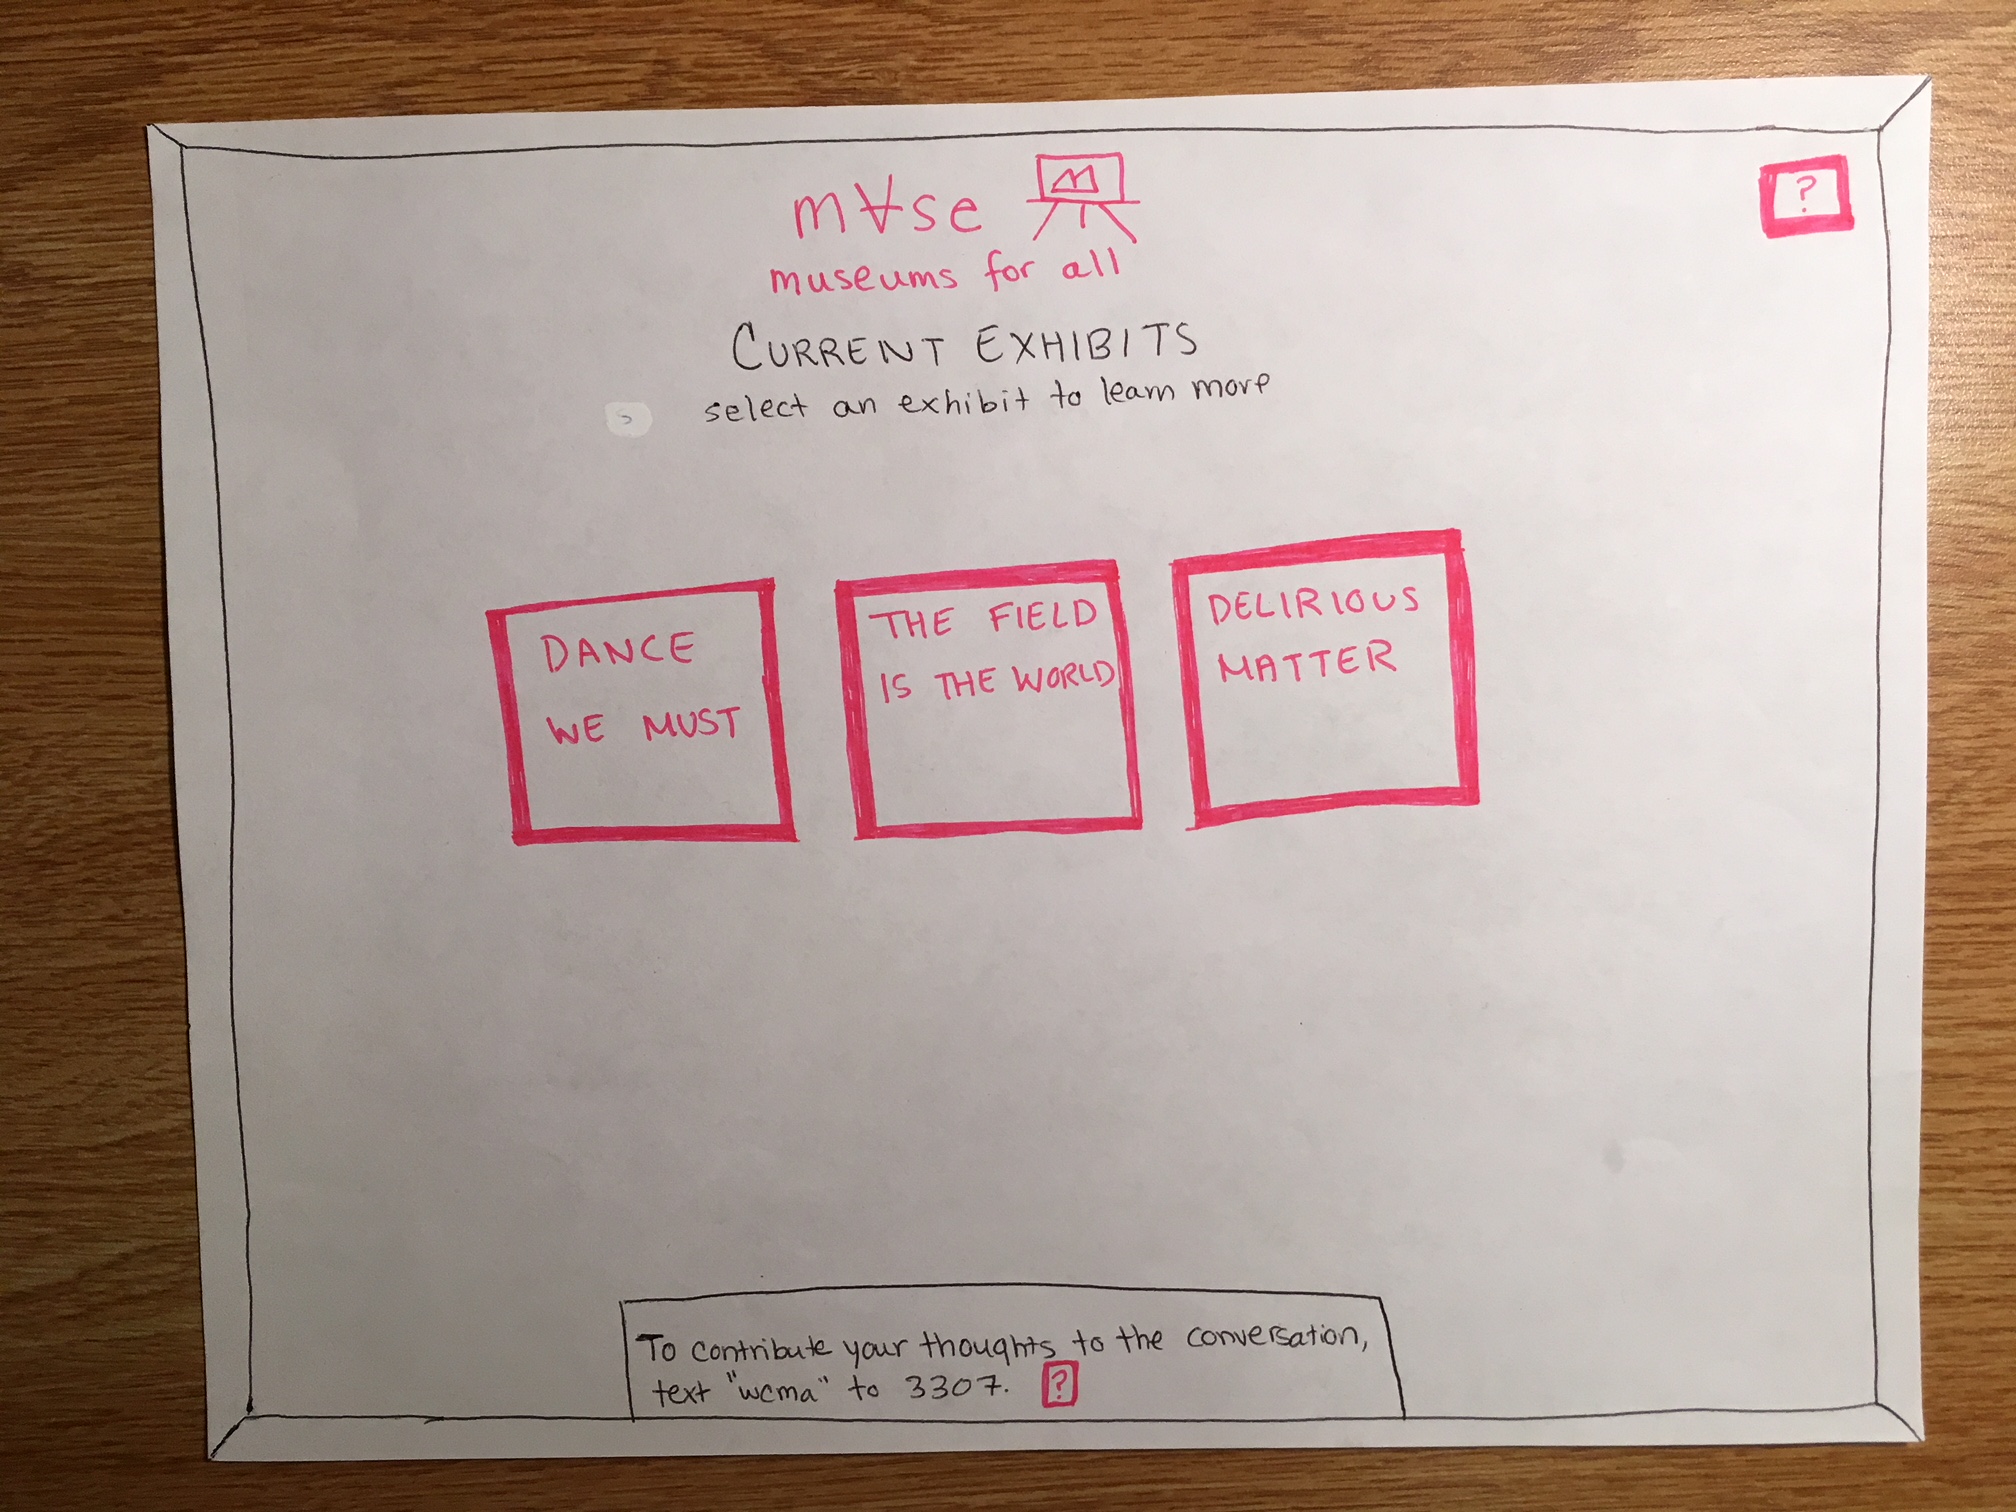 m∀se
?
museums for all
CURRENT EXHIBITS
select an exhibit to learn more
s
DANCE
WE MUST
THE FIELD
IS THE WORLD
DELIRIOUS
MATTER
To contribute your thoughts to the conversation,
text "wcma" to 3307. ?